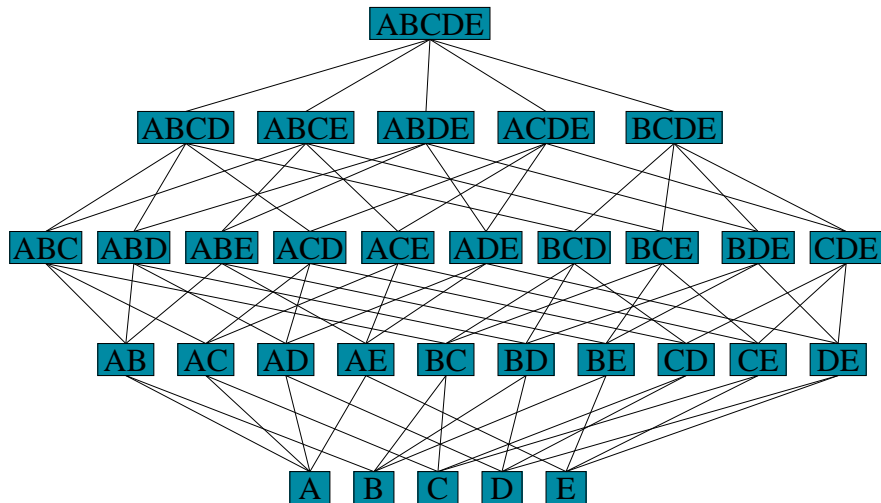 ABCDE
ABCD ABCE ABDE ACDE BCDE
ABC ABD ABE ACD ACE ADE BCD BCE BDE CDE
AB AC AD AE BC BD BE CD CE DE
A B C D E